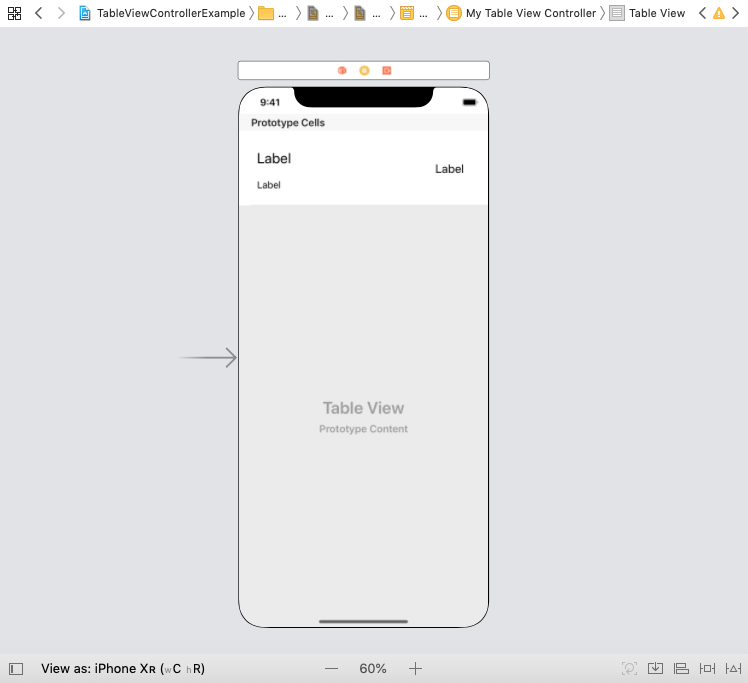 TableViewControllerExample 〉 ... 〉 ... 〉 ... 〉 ... 〉 My Table View Controller 〉 Table View
9:41
Prototype Cells
Label
Label
Label
Table View
Prototype Content
View as: iPhone XR (wC hR) — 60% +